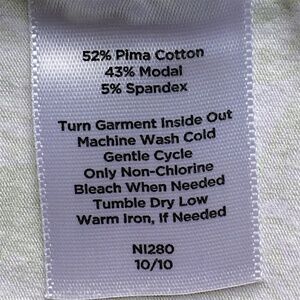 52% Pima Cotton
43% Modal
5% Spandex
Turn Garment Inside Out
Machine Wash Cold
Gentle Cycle
Only Non-Chlorine
Bleach When Needed
Tumble Dry Low
Warm Iron, If Needed
NI280
10/10